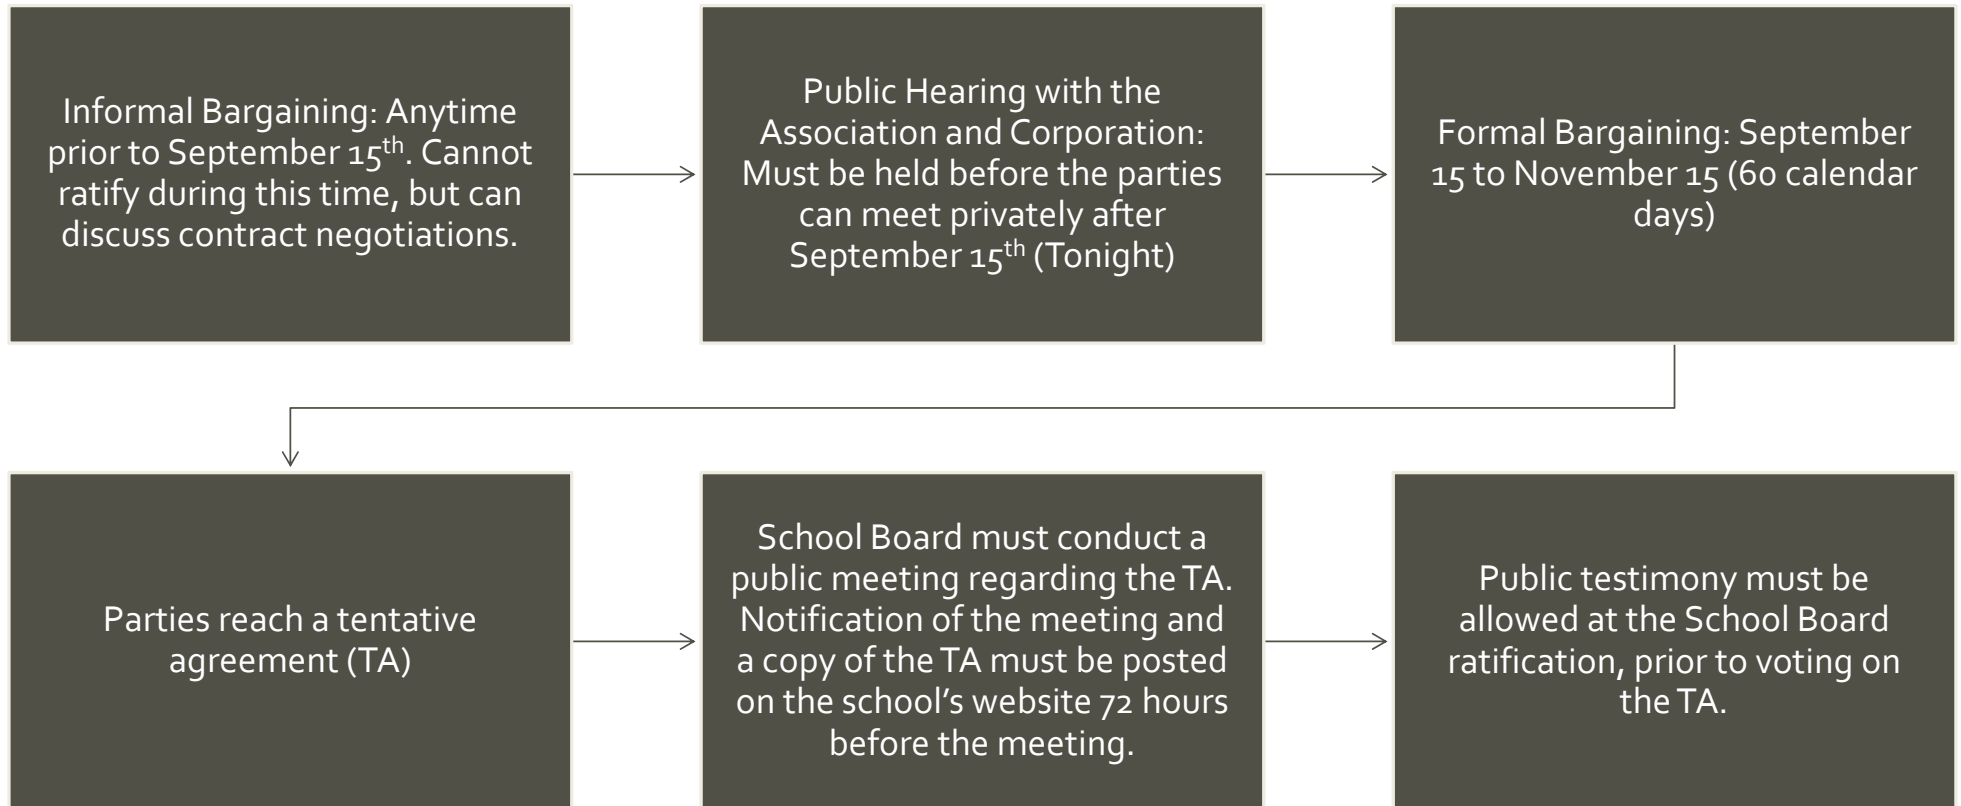 Informal Bargaining: Anytime
prior to September 15th. Cannot
ratify during this time, but can
discuss contract negotiations.
Public Hearing with the
Association and Corporation:
Must be held before the parties
can meet privately after
September 15th (Tonight)
Formal Bargaining: September
15 to November 15 (60 calendar
days)
Parties reach a tentative
agreement (TA)
School Board must conduct a
public meeting regarding the TA.
Notification of the meeting and
a copy of the TA must be posted
on the school’s website 72 hours
before the meeting.
Public testimony must be
allowed at the School Board
ratification, prior to voting on
the TA.